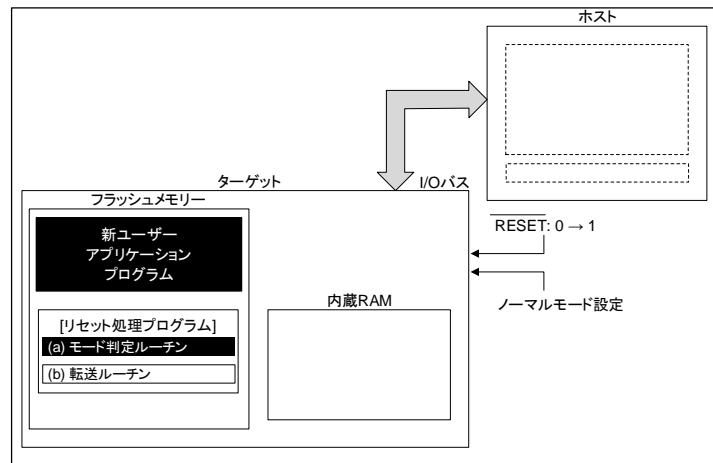 ホスト
ターゲット
I/Oバス
フラッシュメモリー
新ユーザー
アプリケーション
プログラム
RESET: 0 → 1
ノーマルモード設定
内蔵RAM
[リセット処理プログラム]
(a) モード判定ルーチン
(b) 転送ルーチン